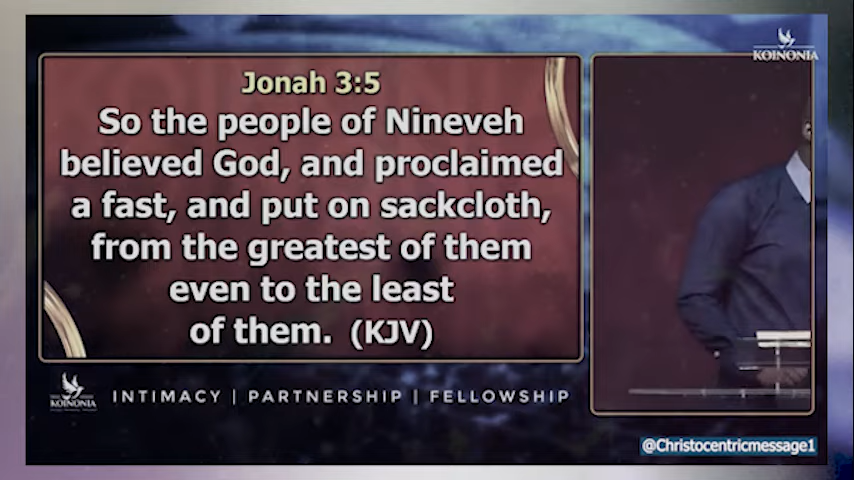 KOINONIA
Jonah 3:5
So the people of Nineveh
believed God, and proclaimed
a fast, and put on sackcloth,
from the greatest of them
even to the least
of them. (KJV)
KOINONIA
INTIMACY | PARTNERSHIP | FELLOWSHIP
@Christocentricmessage1